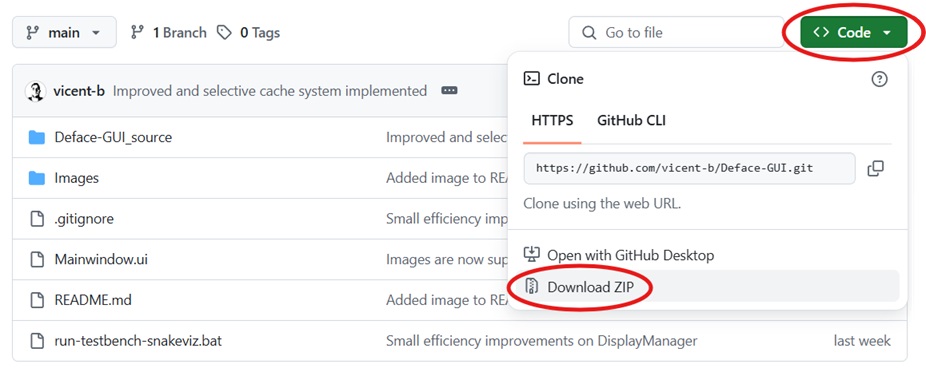 main
1 Branch
0 Tags
Go to file
Code
vicent-b Improved and selective cache system implemented
Clone
HTTPS GitHub CLI
https://github.com/vicent-b/Deface-GUI.git
Clone using the web URL.
Open with GitHub Desktop
Download ZIP
Deface-GUI_source Improved and selec
Images Added image to REA
.gitignore Small efficiency imp
Mainwindow.ui Images are now sup
README.md Added image to REA
run-testbench-snakeviz.bat Small efficiency improvements on DisplayManager last week